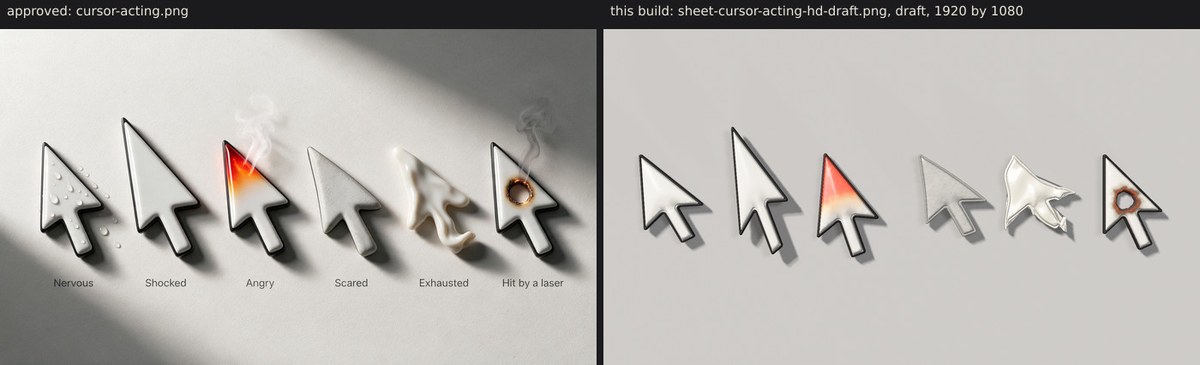 approved: cursor-acting.png
this build: sheet-cursor-acting-hd-draft.png, draft, 1920 by 1080
Nervous
Shocked
Angry
Scared
Exhausted
Hit by a laser